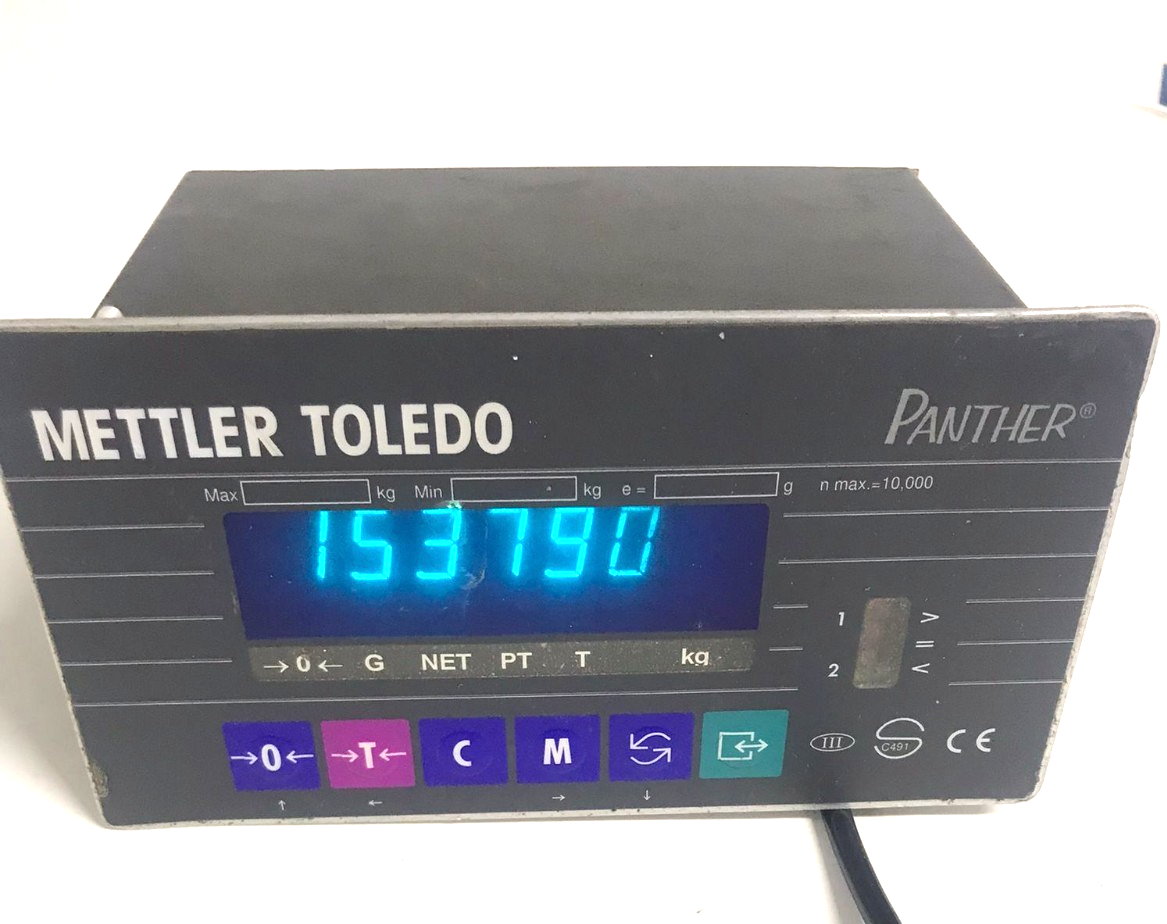 METTLER TOLEDO
PANTHER®
Max kg Min kg e = g n max.=10,000
153790
1 >
=
2 <
→0← G NET PT T kg
→0← →T← C M
↑ ← → ↓
III C491 CE